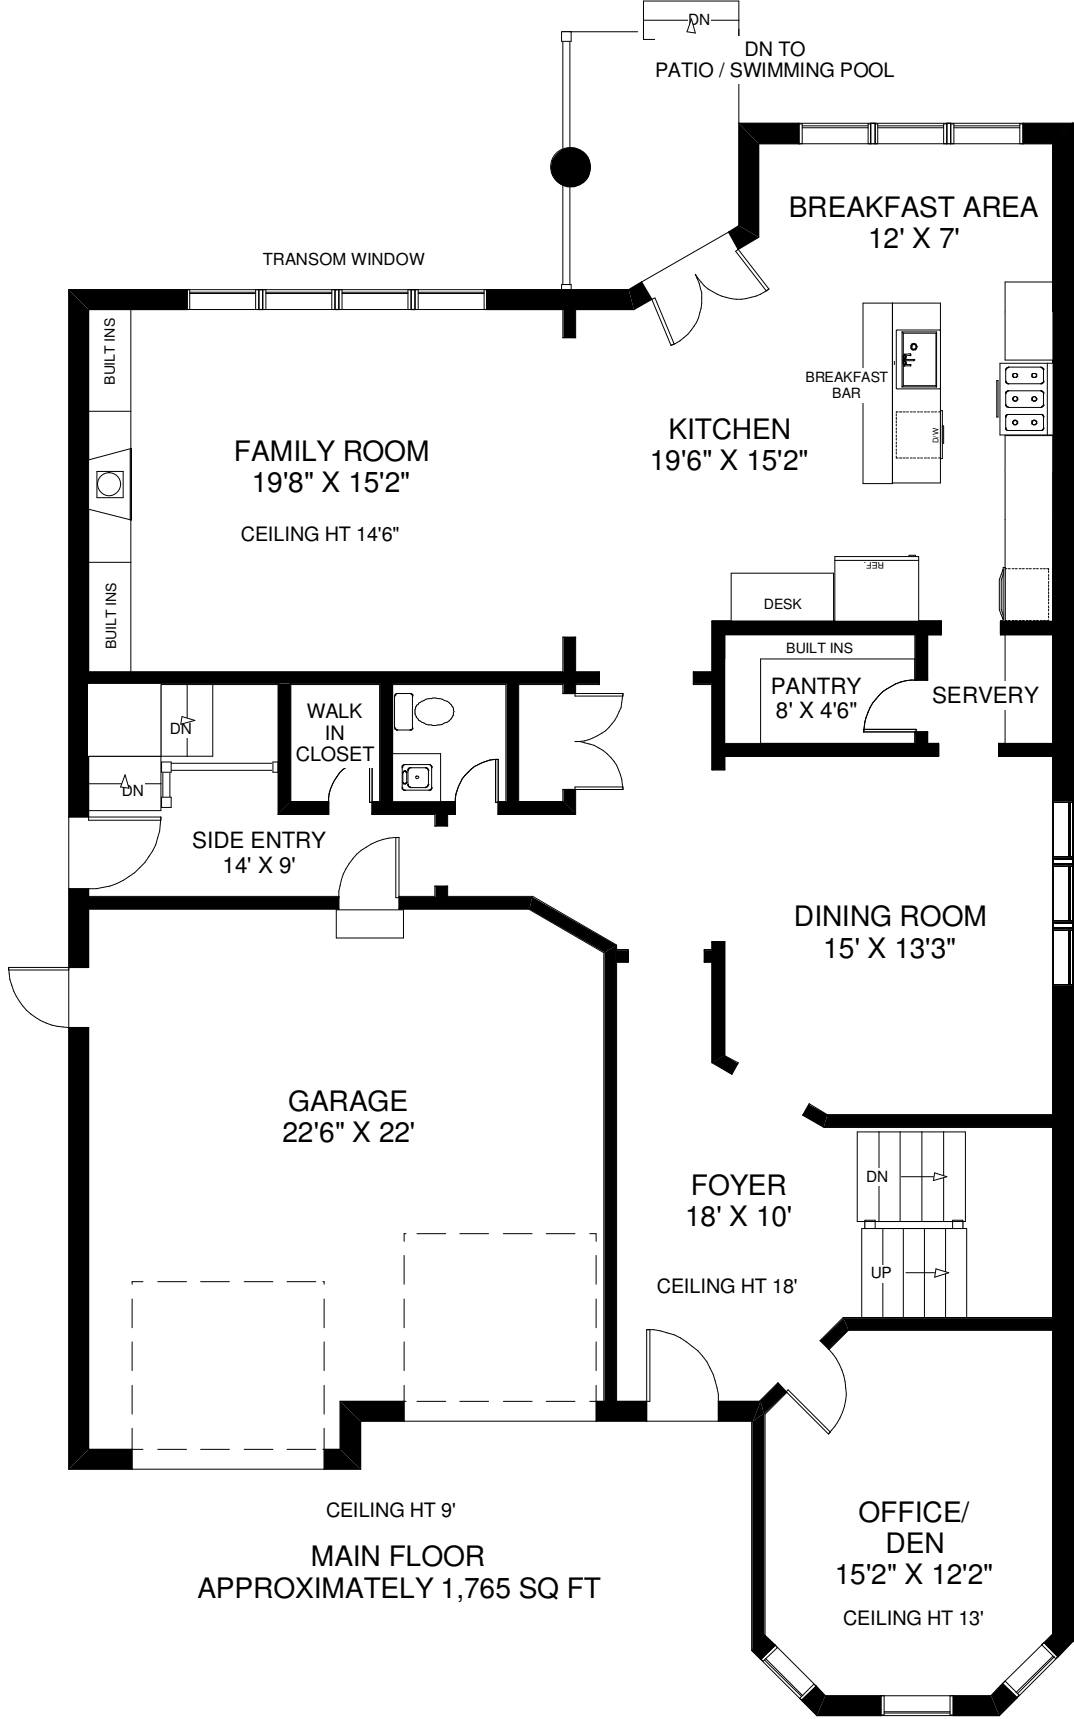 DN
DN TO
PATIO / SWIMMING POOL
BREAKFAST AREA
12' X 7'
TRANSOM WINDOW
BUILT INS
BREAKFAST
BAR
D/W
KITCHEN
19'6" X 15'2"
FAMILY ROOM
19'8" X 15'2"
CEILING HT 14'6"
REF.
DESK
BUILT INS
BUILT INS
PANTRY
8' X 4'6"
SERVERY
WALK
IN
CLOSET
DN
DN
SIDE ENTRY
14' X 9'
DINING ROOM
15' X 13'3"
GARAGE
22'6" X 22'
FOYER
18' X 10'
CEILING HT 18'
DN
UP
CEILING HT 9'
MAIN FLOOR
APPROXIMATELY 1,765 SQ FT
OFFICE/
DEN
15'2" X 12'2"
CEILING HT 13'